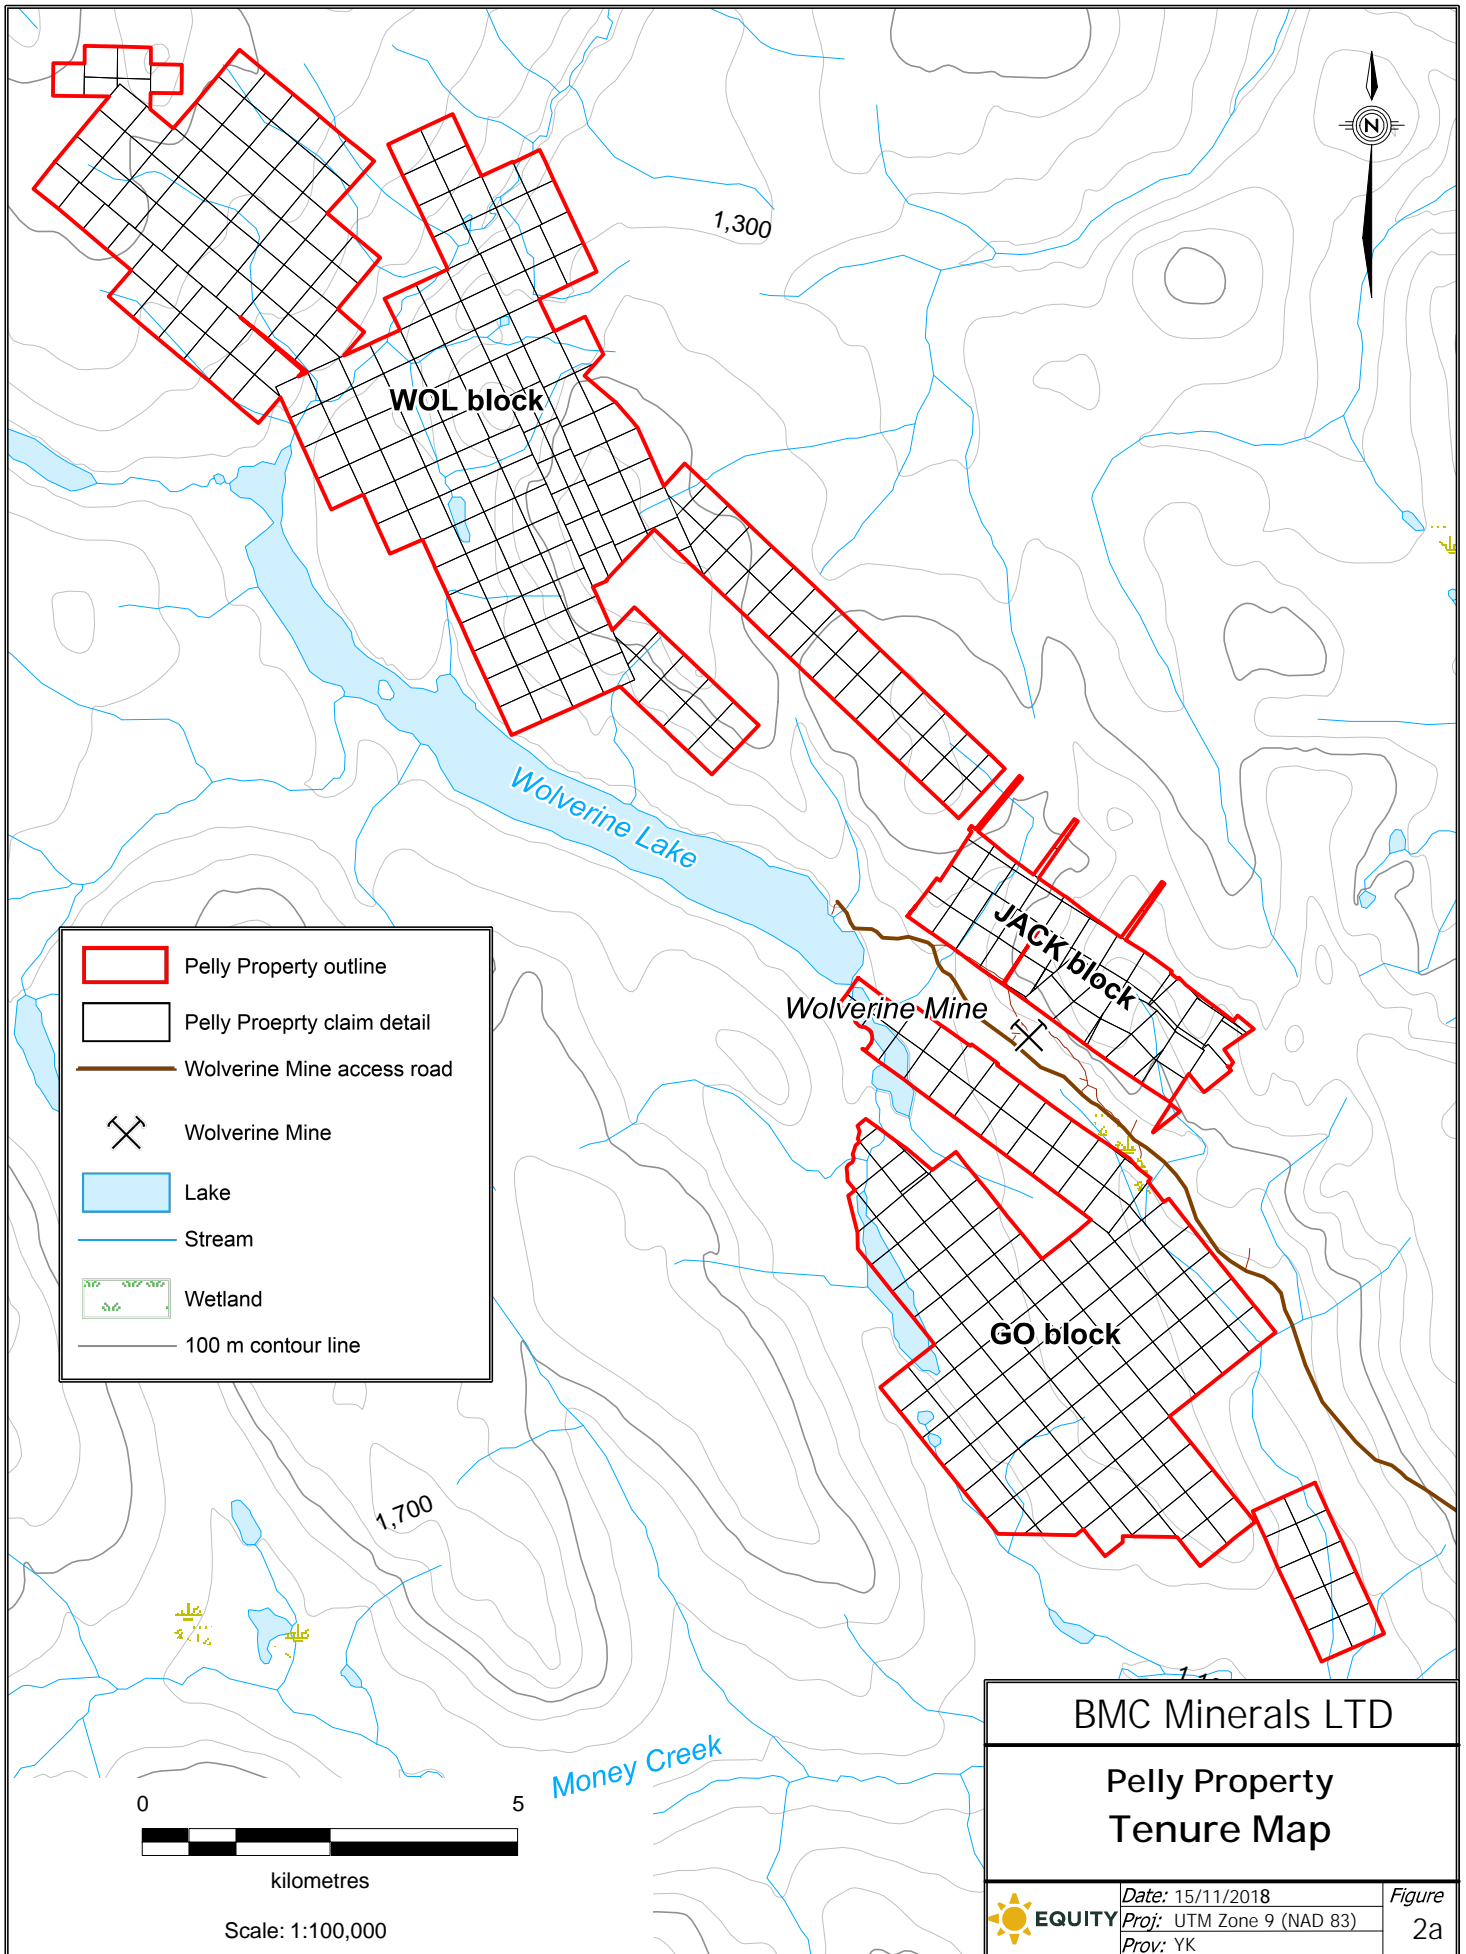 N
1,300
WOL block
Wolverine Lake
JACK block
Wolverine Mine
Pelly Property outline
Pelly Proeprty claim detail
Wolverine Mine access road
Wolverine Mine
Lake
Stream
Wetland
100 m contour line
GO block
1,700
Money Creek
0 5
kilometres
Scale: 1:100,000
BMC Minerals LTD
Pelly Property
Tenure Map
EQUITY
Date: 15/11/2018
Proj: UTM Zone 9 (NAD 83)
Prov: YK
Figure
2a